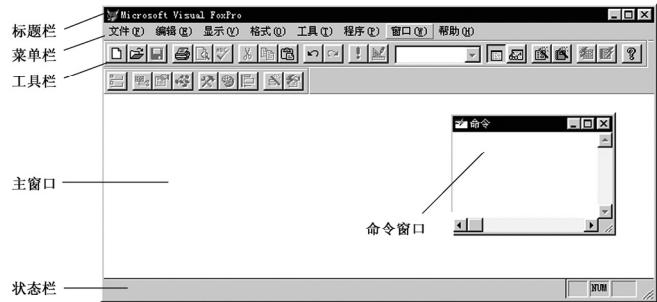 Microsoft Visual FoxPro
标题栏
文件(F) 编辑(E) 显示(V) 格式(O) 工具(T) 程序(P) 窗口(W) 帮助(H)
菜单栏
工具栏
命令
主窗口
命令窗口
状态栏
NUM